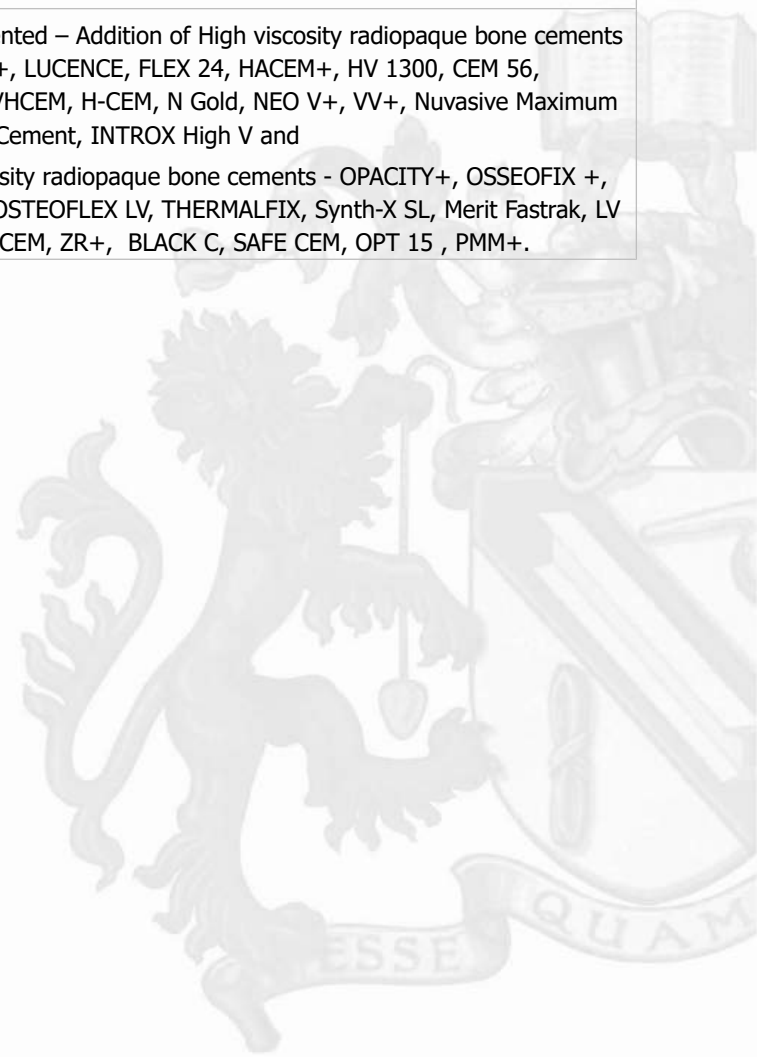 nted – Addition of High viscosity radiopaque bone cements
+, LUCENCE, FLEX 24, HACEM+, HV 1300, CEM 56,
VHCEM, H-CEM, N Gold, NEO V+, VV+, Nuvasive Maximum
Cement, INTROX High V and
sity radiopaque bone cements - OPACITY+, OSSEOFIX +,
OSTEOFLEX LV, THERMALFIX, Synth-X SL, Merit Fastrak, LV
CEM, ZR+, BLACK C, SAFE CEM, OPT 15 , PMM+.
ESSE QUAM